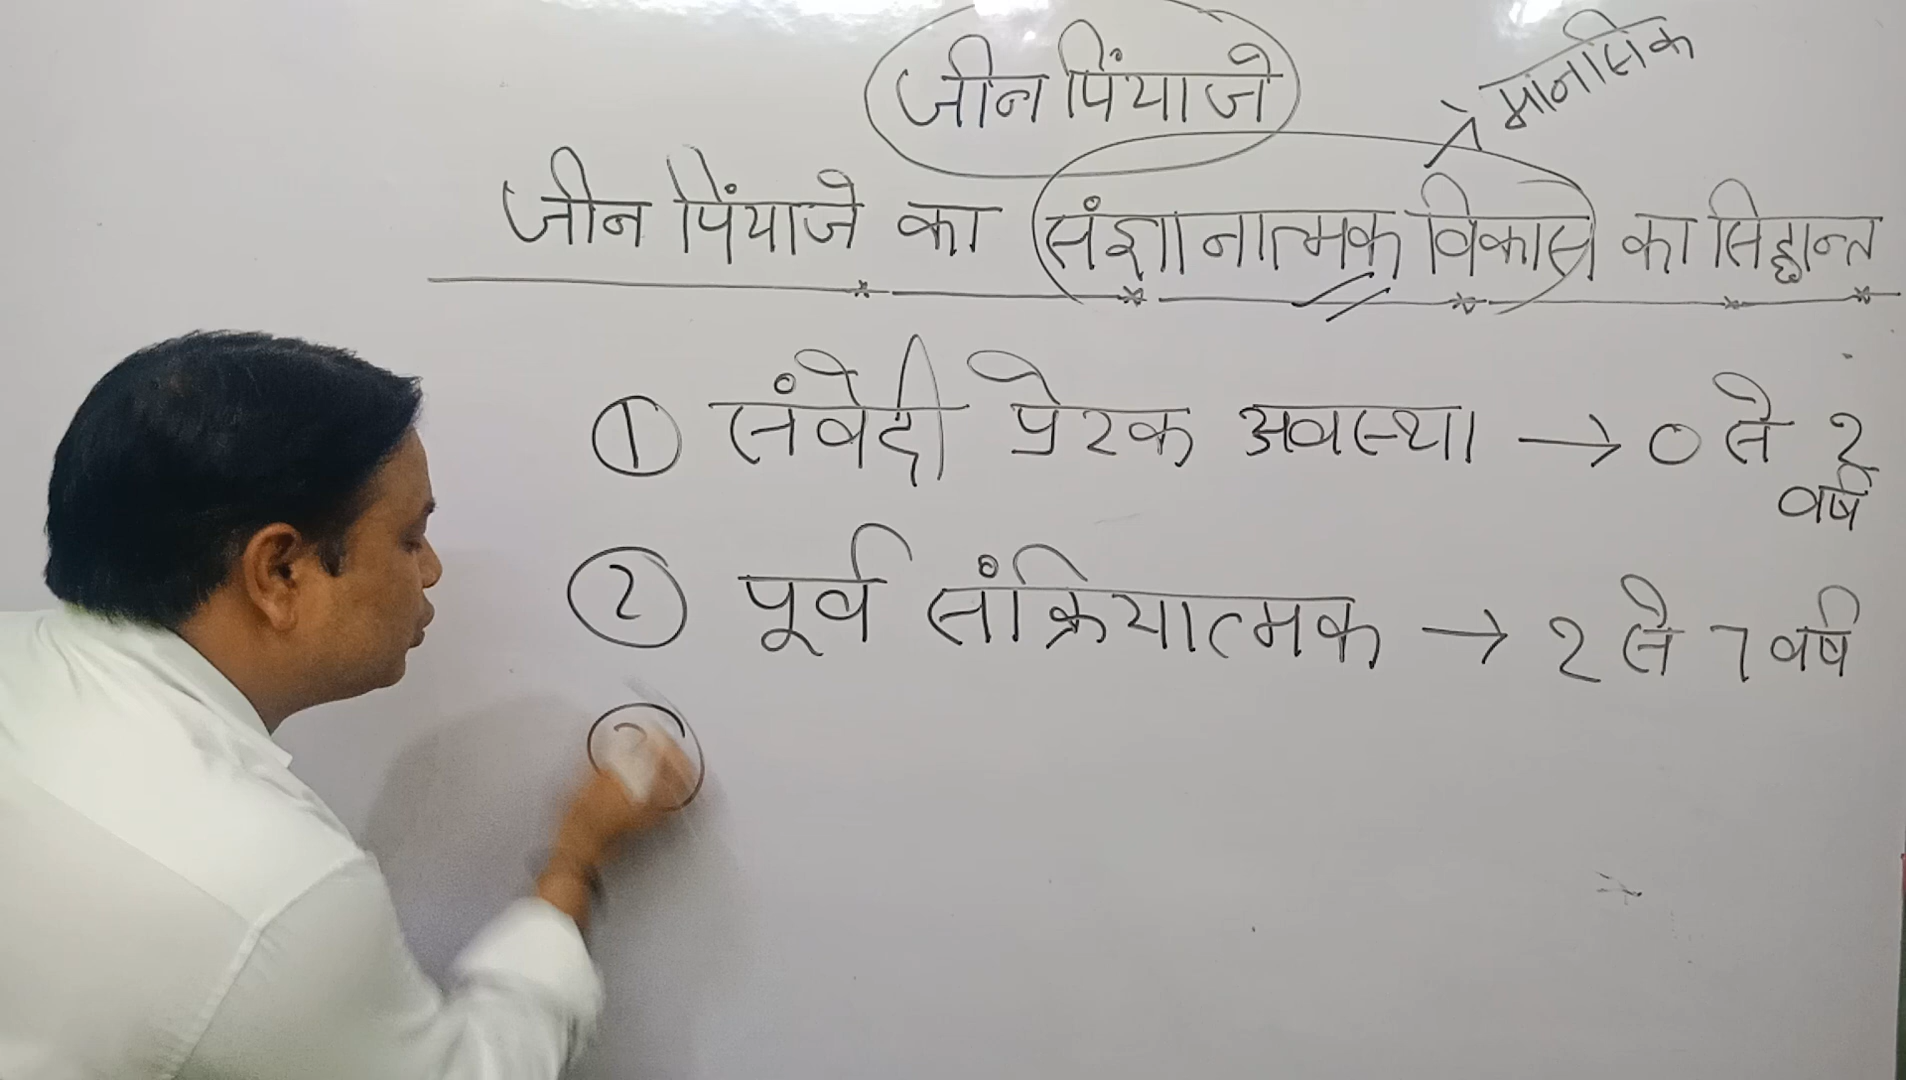 जीन पिंयाजे
मानसिक
जीन पिंयाजे का संज्ञानात्मक विकास का सिद्धान्त
① संवेदी प्रेरक अवस्था → 0 से 2
वर्ष
② पूर्व संक्रियात्मक → 2 से 7 वर्ष